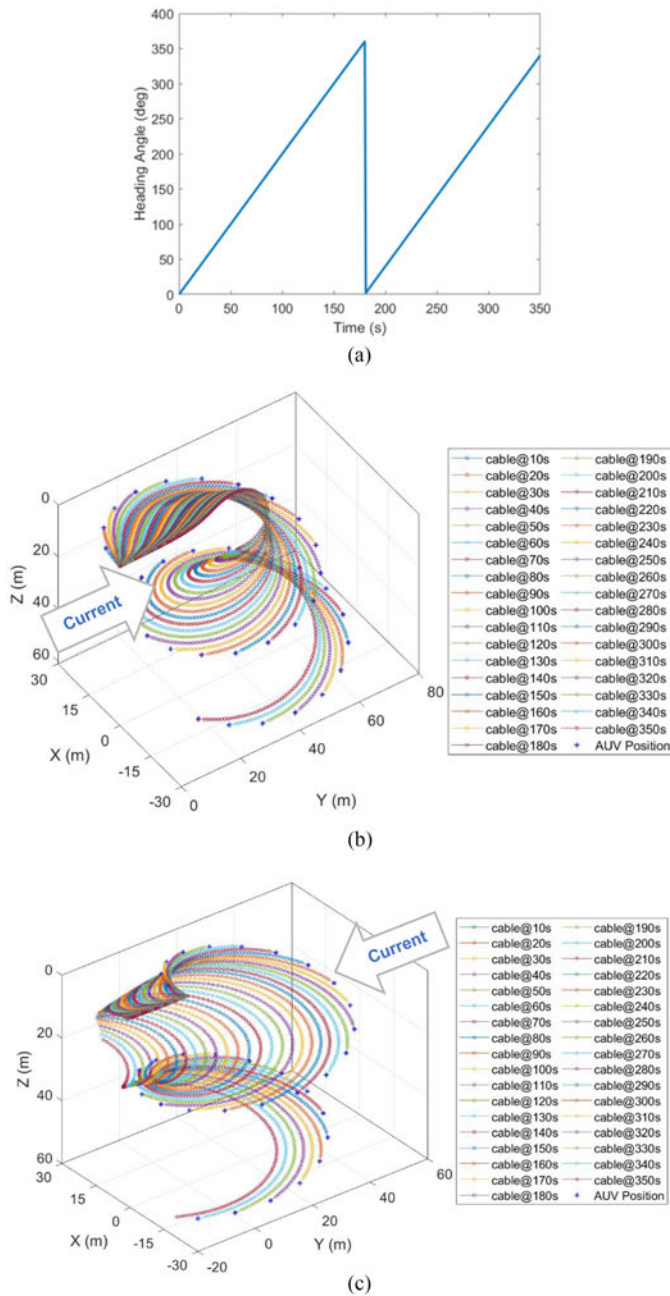 400
350
300
250
200
150
100
50
0
Heading Angle (deg)
0 50 100 150 200 250 300 350
Time (s)
(a)
0
20
40
60
Z (m)
30
15
0
-15
-30
X (m)
0
20
40
60
80
Y (m)
Current
cable@10s cable@190s
cable@20s cable@200s
cable@30s cable@210s
cable@40s cable@220s
cable@50s cable@230s
cable@60s cable@240s
cable@70s cable@250s
cable@80s cable@260s
cable@90s cable@270s
cable@100s cable@280s
cable@110s cable@290s
cable@120s cable@300s
cable@130s cable@310s
cable@140s cable@320s
cable@150s cable@330s
cable@160s cable@340s
cable@170s cable@350s
cable@180s AUV Position
(b)
Current
0
20
40
60
Z (m)
30
15
0
-15
-30
X (m)
-20
0
20
40
60
Y (m)
cable@10s cable@190s
cable@20s cable@200s
cable@30s cable@210s
cable@40s cable@220s
cable@50s cable@230s
cable@60s cable@240s
cable@70s cable@250s
cable@80s cable@260s
cable@90s cable@270s
cable@100s cable@280s
cable@110s cable@290s
cable@120s cable@300s
cable@130s cable@310s
cable@140s cable@320s
cable@150s cable@330s
cable@160s cable@340s
cable@170s cable@350s
cable@180s AUV Position
(c)